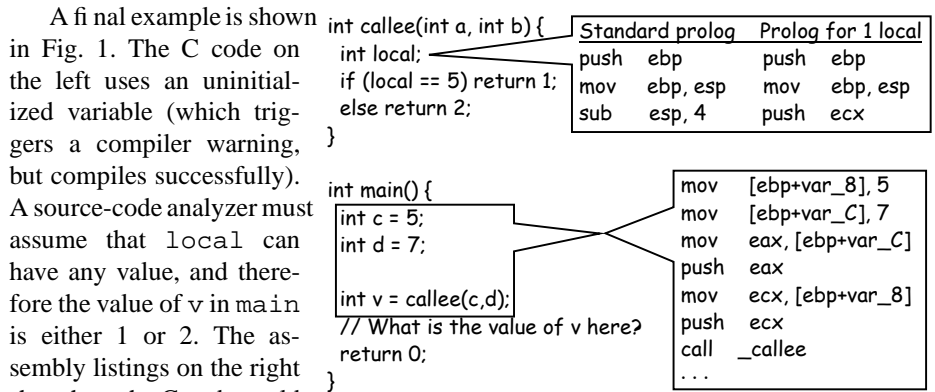 A final example is shown
in Fig. 1. The C code on
the left uses an uninitial-
ized variable (which trig-
gers a compiler warning,
but compiles successfully).
A source-code analyzer must
assume that local can
have any value, and there-
fore the value of v in main
is either 1 or 2. The as-
sembly listings on the right
int callee(int a, int b) {
int local;
if (local == 5) return 1;
else return 2;
}
int main() {
int c = 5;
int d = 7;
int v = callee(c,d);
// What is the value of v here?
return 0;
}
Standard prolog Prolog for 1 local
push ebp push ebp
mov ebp, esp mov ebp, esp
sub esp, 4 push ecx
mov [ebp+var_8], 5
mov [ebp+var_C], 7
mov eax, [ebp+var_C]
push eax
mov ecx, [ebp+var_8]
push ecx
call _callee
. . .